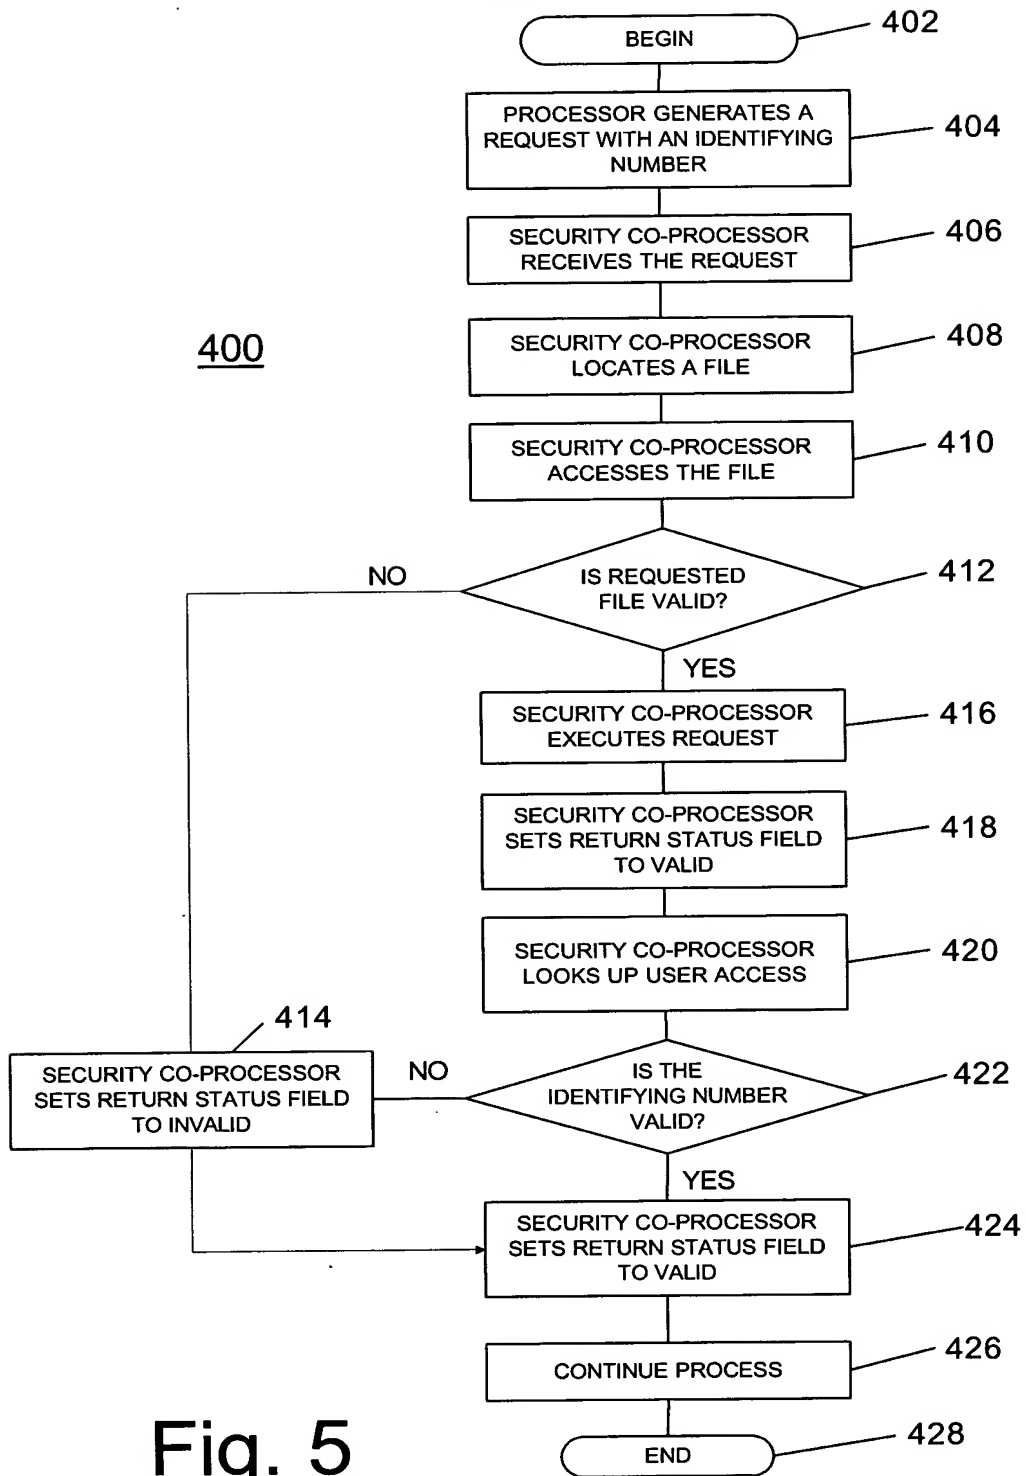 BEGIN
402
PROCESSOR GENERATES A
REQUEST WITH AN IDENTIFYING
NUMBER
404
SECURITY CO-PROCESSOR
RECEIVES THE REQUEST
406
400
SECURITY CO-PROCESSOR
LOCATES A FILE
408
SECURITY CO-PROCESSOR
ACCESSES THE FILE
410
NO
IS REQUESTED
FILE VALID?
412
YES
SECURITY CO-PROCESSOR
EXECUTES REQUEST
416
SECURITY CO-PROCESSOR
SETS RETURN STATUS FIELD
TO VALID
418
SECURITY CO-PROCESSOR
LOOKS UP USER ACCESS
420
414
SECURITY CO-PROCESSOR
SETS RETURN STATUS FIELD
TO INVALID
NO
IS THE
IDENTIFYING NUMBER
VALID?
422
YES
SECURITY CO-PROCESSOR
SETS RETURN STATUS FIELD
TO VALID
424
CONTINUE PROCESS
426
Fig. 5
END
428